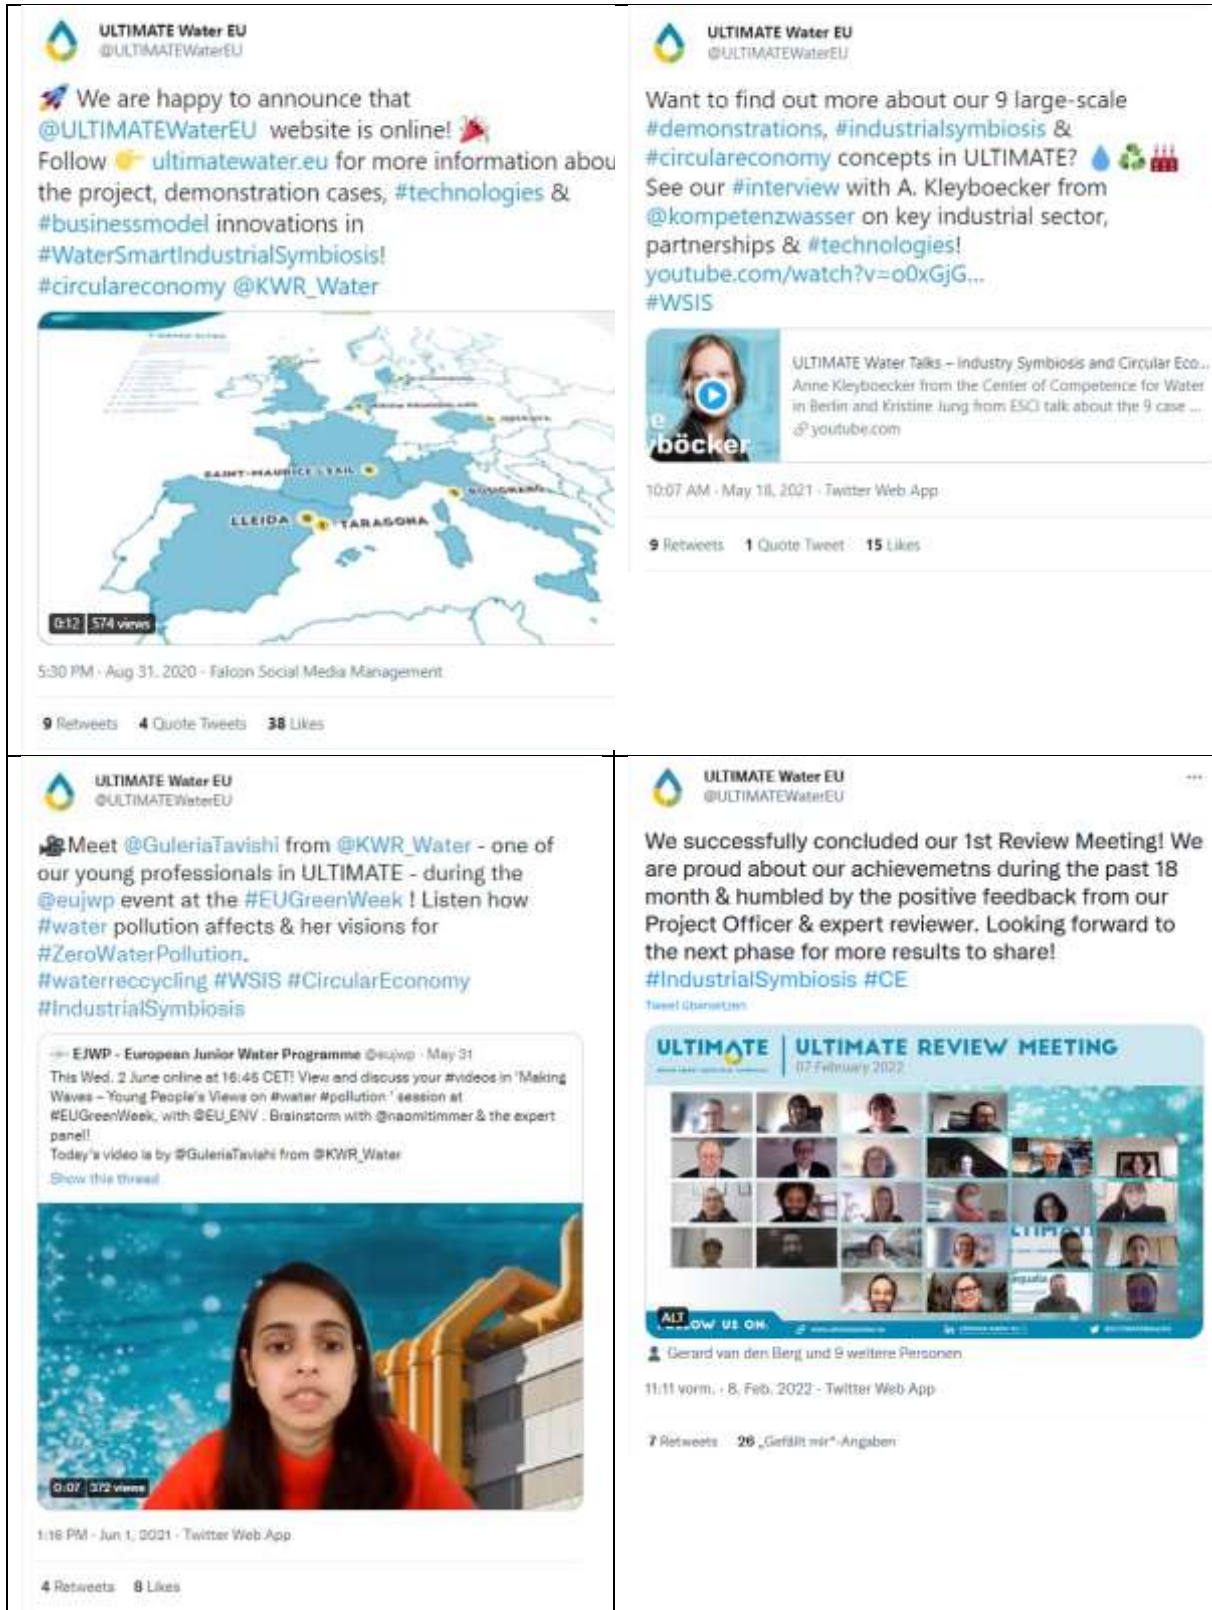 ULTIMATE Water EU
@ULTIMATEWaterEU
🚀 We are happy to announce that
@ULTIMATEWaterEU website is online! 🎉
Follow 👉 ultimatewater.eu for more information abou
the project, demonstration cases, #technologies &
#businessmodel innovations in
#WaterSmartIndustrialSymbiosis!
#circulareconomy @KWR_Water
SAINT-MAURICE L'EXIL
ROSIGNANO
LLEIDA
TARAGONA
0:12 574 views
5:30 PM · Aug 31, 2020 · Falcon Social Media Management
9 Retweets 4 Quote Tweets 38 Likes
ULTIMATE Water EU
@ULTIMATEWaterEU
Want to find out more about our 9 large-scale
#demonstrations, #industrialsymbiosis &
#circulareconomy concepts in ULTIMATE? 💧♻️🏭
See our #interview with A. Kleyboecker from
@kompetenzwasser on key industrial sector,
partnerships & #technologies!
youtube.com/watch?v=o0xGjG...
#WSIS
e
yböcker
ULTIMATE Water Talks – Industry Symbiosis and Circular Eco...
Anne Kleyboecker from the Center of Competence for Water
in Berlin and Kristine Jung from ESCI talk about the 9 case ...
youtube.com
10:07 AM · May 18, 2021 · Twitter Web App
9 Retweets 1 Quote Tweet 15 Likes
ULTIMATE Water EU
@ULTIMATEWaterEU
🎥Meet @GuleriaTavishi from @KWR_Water - one of
our young professionals in ULTIMATE - during the
@eujwp event at the #EUGreenWeek ! Listen how
#water pollution affects & her visions for
#ZeroWaterPollution.
#waterreccycling #WSIS #CircularEconomy
#IndustrialSymbiosis
EJWP - European Junior Water Programme @eujwp · May 31
This Wed. 2 June online at 16:45 CET! View and discuss your #videos in 'Making
Waves – Young People's Views on #water #pollution ' session at
#EUGreenWeek, with @EU_ENV . Brainstorm with @naomitimmer & the expert
panel!
Today's video is by @GuleriaTavishi from @KWR_Water
Show this thread
0:07 372 views
1:16 PM · Jun 1, 2021 · Twitter Web App
4 Retweets 8 Likes
ULTIMATE Water EU
@ULTIMATEWaterEU
We successfully concluded our 1st Review Meeting! We
are proud about our achievemetns during the past 18
month & humbled by the positive feedback from our
Project Officer & expert reviewer. Looking forward to
the next phase for more results to share!
#IndustrialSymbiosis #CE
Tweet übersetzen
ULTIMATE ULTIMATE REVIEW MEETING
07 February 2022
aqualia
ALT
OW US ON:
Gerard van den Berg und 9 weitere Personen
11:11 vorm. · 8. Feb. 2022 · Twitter Web App
7 Retweets 26 „Gefällt mir"-Angaben